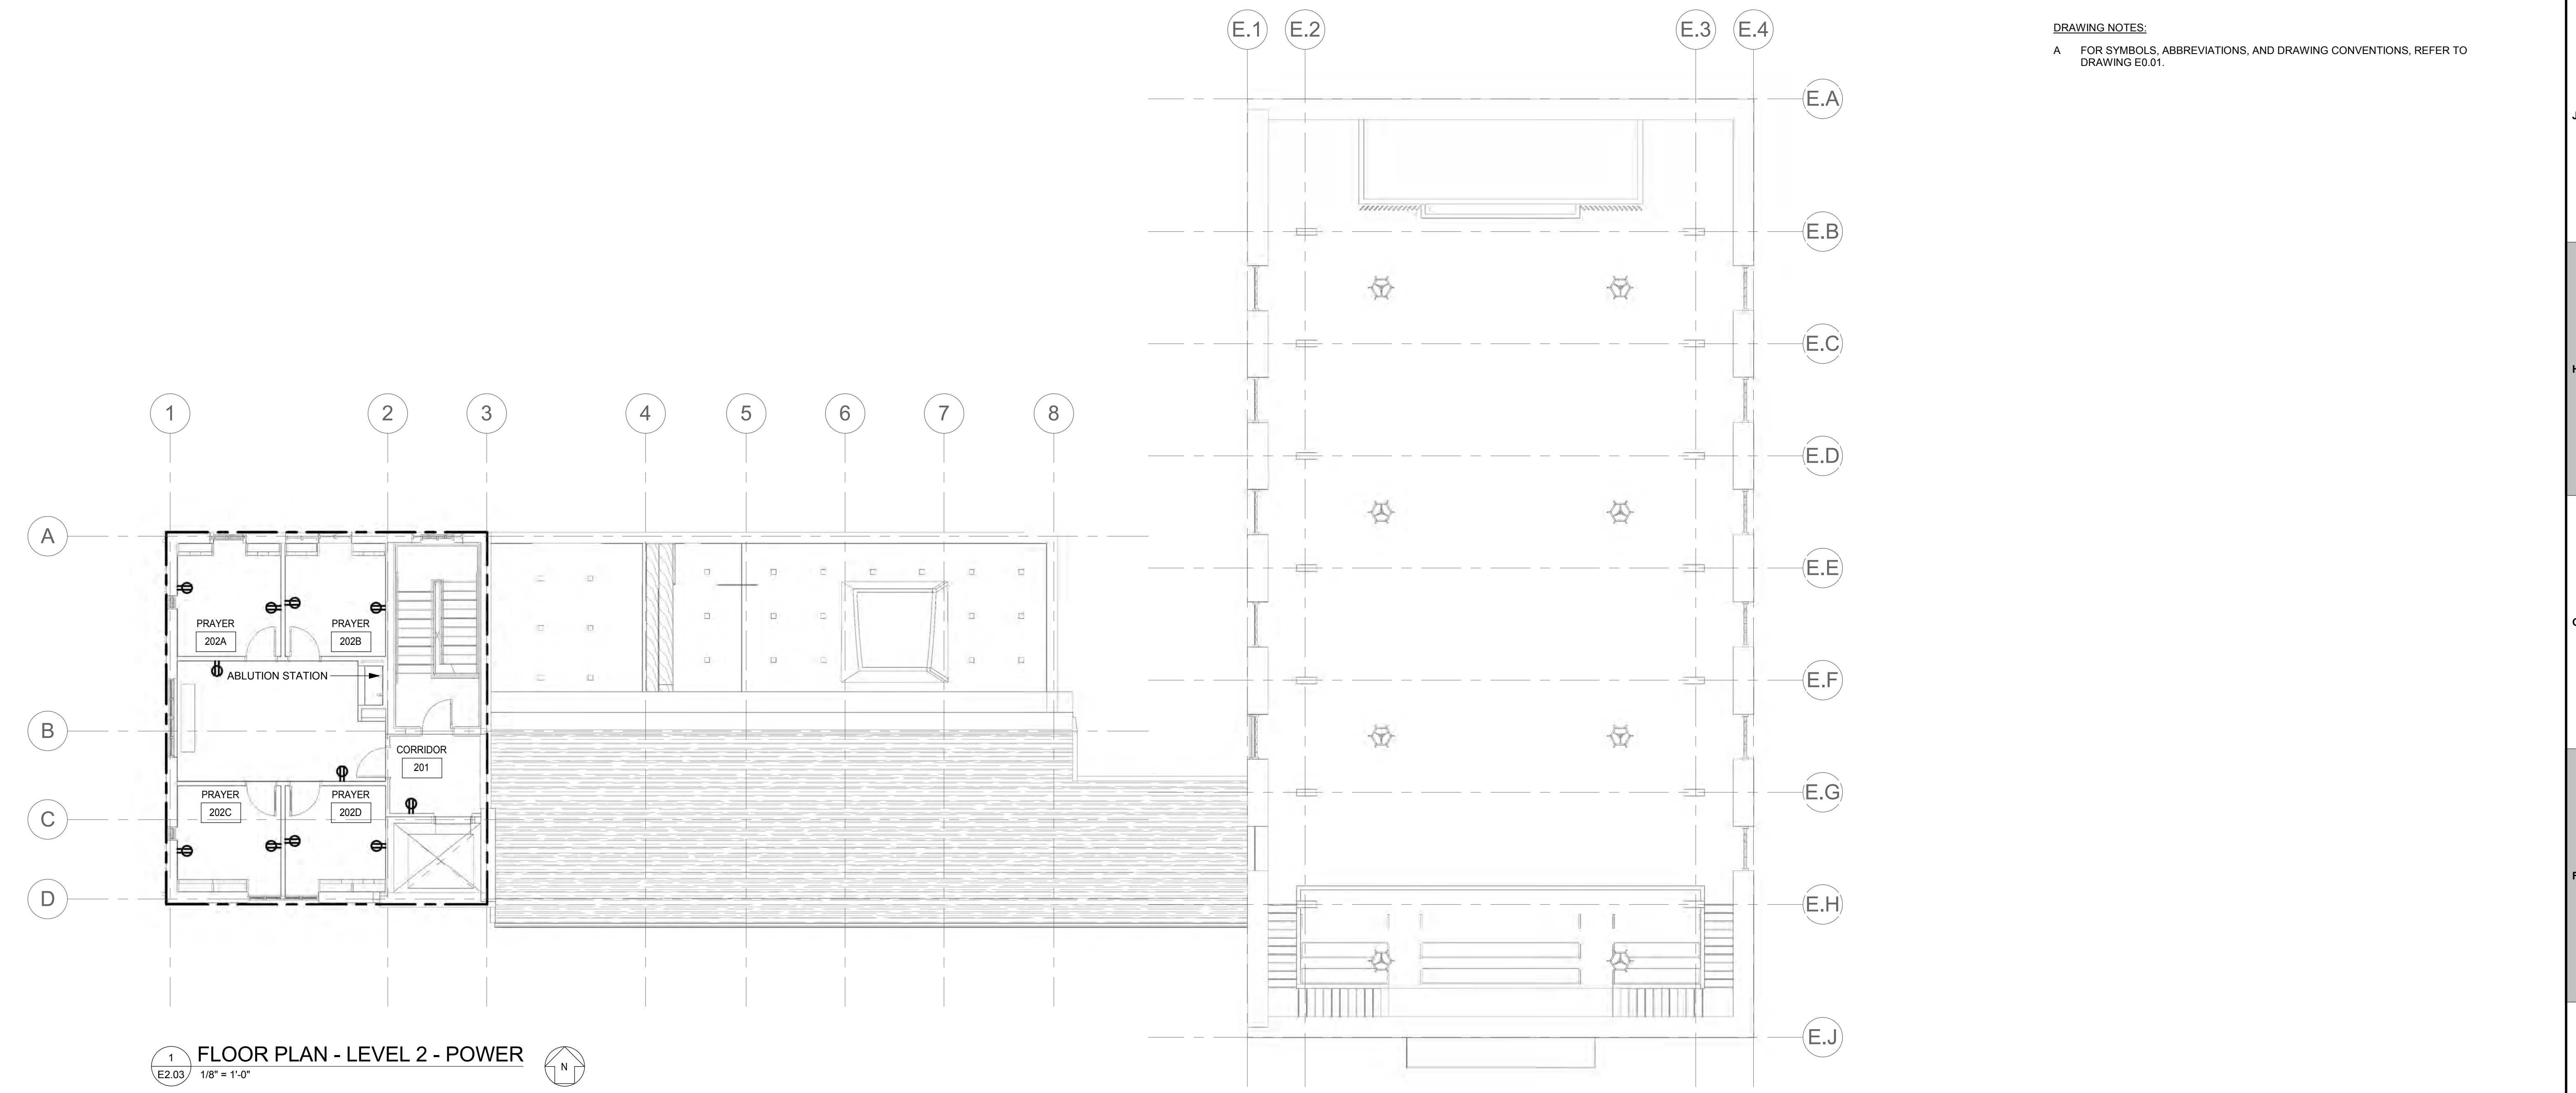 E.1 E.2 E.3 E.4
DRAWING NOTES:
A FOR SYMBOLS, ABBREVIATIONS, AND DRAWING CONVENTIONS, REFER TO
DRAWING E0.01.
E.A
J
E.B
E.C
H
1 2 3 4 5 6 7 8
E.D
A
E.E
PRAYER PRAYER
202A 202B
ABLUTION STATION
E.F
B
CORRIDOR
201
PRAYER PRAYER
202C 202D
E.G
C
D
E.H
F
E.J
1 FLOOR PLAN - LEVEL 2 - POWER
E2.03 1/8" = 1'-0"
N